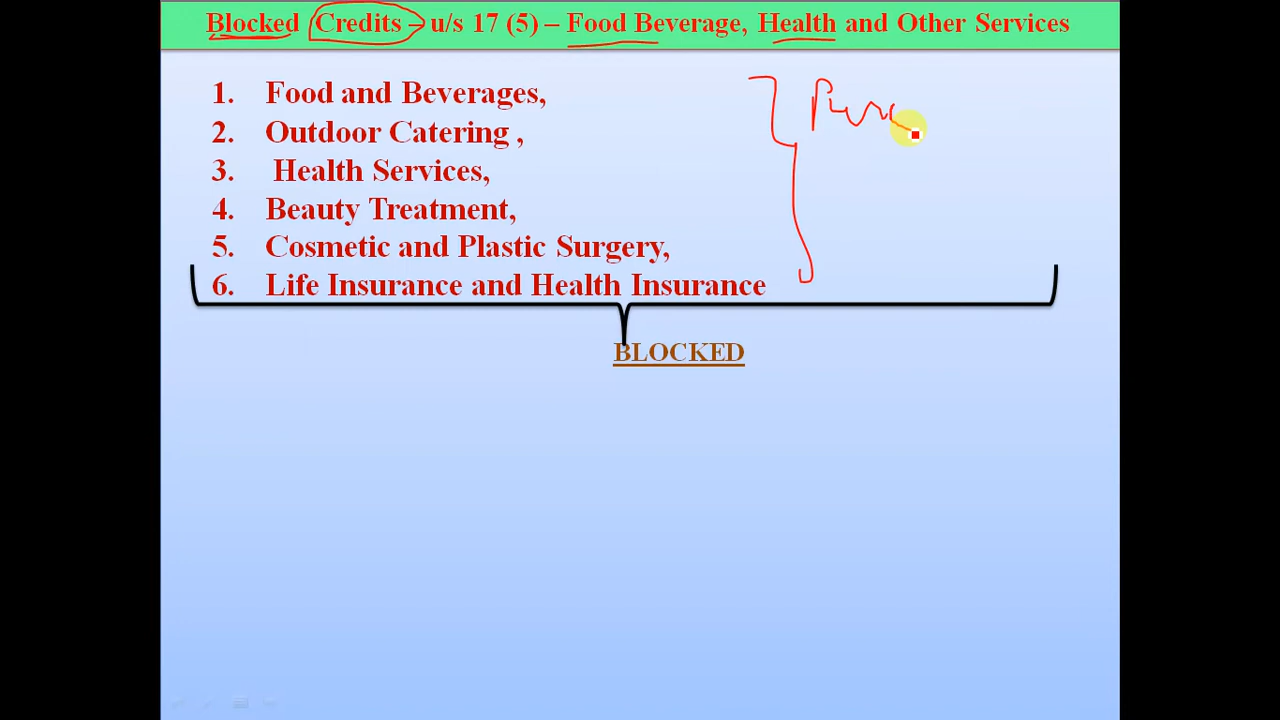 Blocked Credits – u/s 17 (5) – Food Beverage, Health and Other Services
1. Food and Beverages,
2. Outdoor Catering ,
3. Health Services,
4. Beauty Treatment,
5. Cosmetic and Plastic Surgery,
6. Life Insurance and Health Insurance
BLOCKED